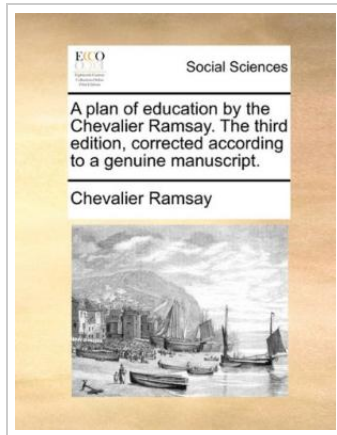 ECCO
Social Sciences
A plan of education by the
Chevalier Ramsay. The third
edition, corrected according
to a genuine manuscript.
Chevalier Ramsay